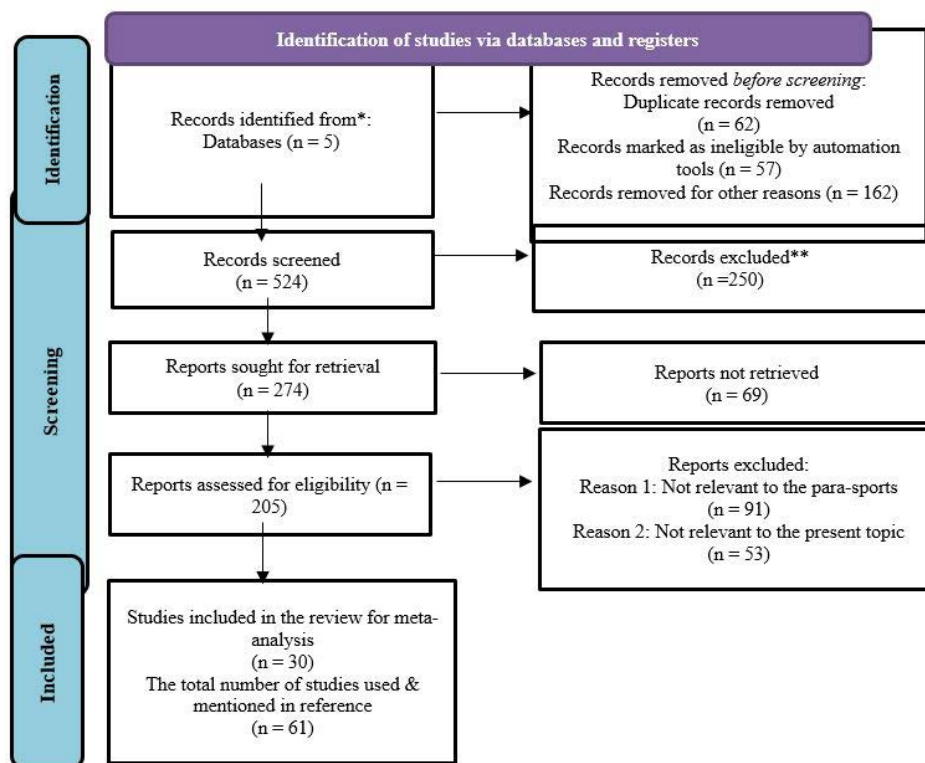 Identification of studies via databases and registers
Identification
Records identified from*:
Databases (n = 5)
Records removed before screening:
Duplicate records removed
(n = 62)
Records marked as ineligible by automation
tools (n = 57)
Records removed for other reasons (n = 162)
Screening
Records screened
(n = 524)
Records excluded**
(n =250)
Reports sought for retrieval
(n = 274)
Reports not retrieved
(n = 69)
Reports assessed for eligibility (n =
205)
Reports excluded:
Reason 1: Not relevant to the para-sports
(n = 91)
Reason 2: Not relevant to the present topic
(n = 53)
Included
Studies included in the review for meta-
analysis
(n = 30)
The total number of studies used &
mentioned in reference
(n = 61)